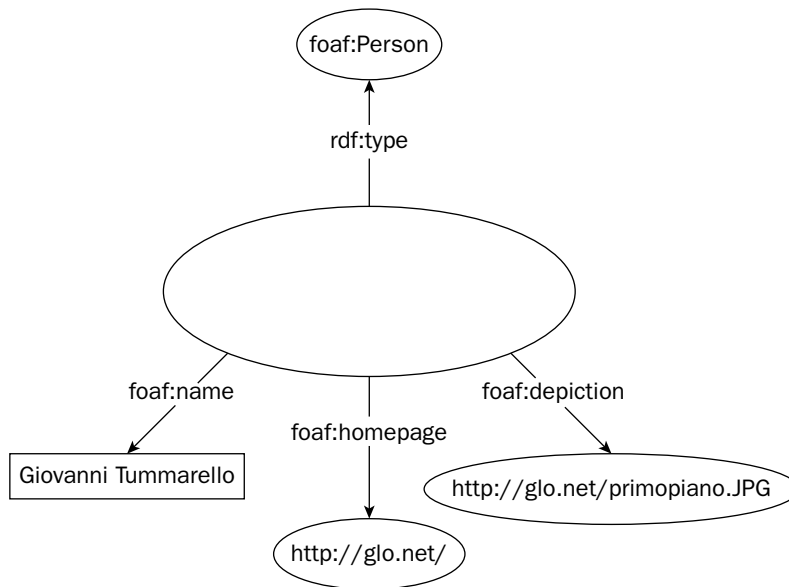 foaf:Person
rdf:type
foaf:name
foaf:depiction
foaf:homepage
Giovanni Tummarello
http://glo.net/primopiano.JPG
http://glo.net/